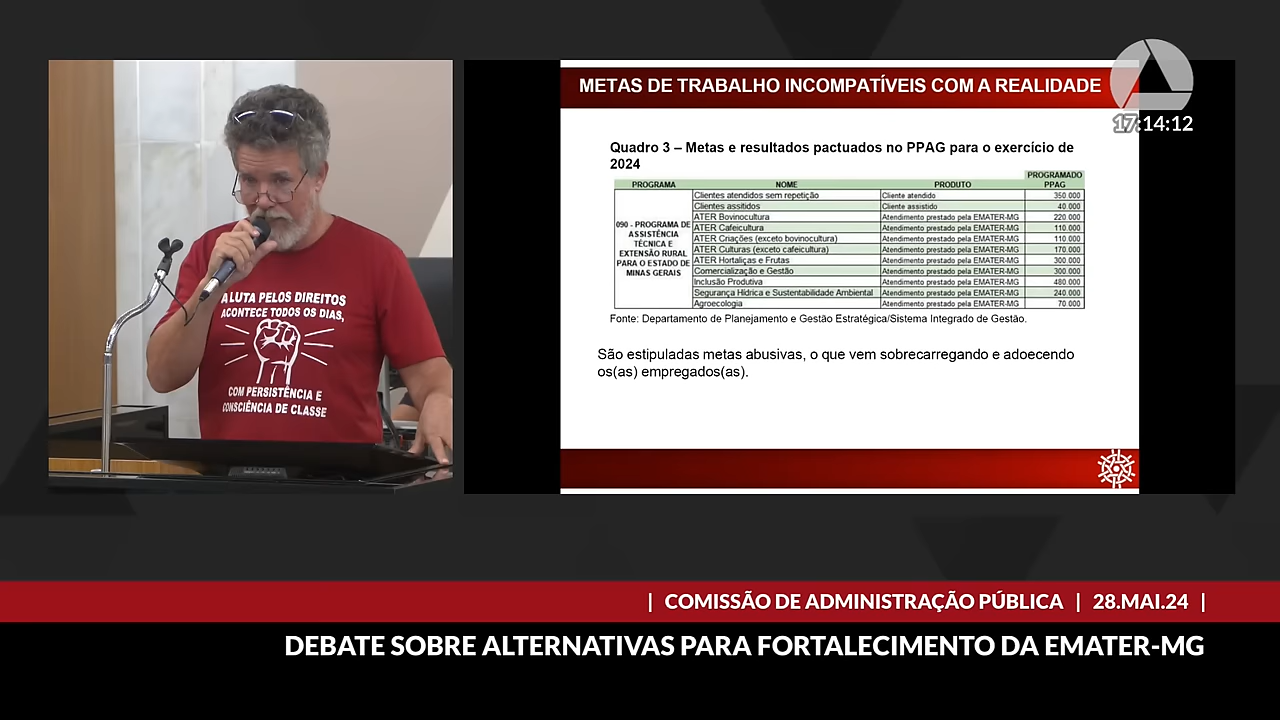 METAS DE TRABALHO INCOMPATÍVEIS COM A REALIDADE
17:14:12
Quadro 3 – Metas e resultados pactuados no PPAG para o exercício de
2024
PROGRAMA NOME PRODUTO PROGRAMADO PPAG
090 - PROGRAMA DE
ASSISTÊNCIA
TÉCNICA E
EXTENSÃO RURAL
PARA O ESTADO DE
MINAS GERAIS
Clientes atendidos sem repetição Cliente atendido 350.000
Clientes assitidos Cliente assistido 40.000
ATER Bovinocultura Atendimento prestado pela EMATER-MG 220.000
ATER Cafeicultura Atendimento prestado pela EMATER-MG 110.000
ATER Criações (exceto bovinocultura) Atendimento prestado pela EMATER-MG 110.000
ATER Culturas (exceto cafeicultura) Atendimento prestado pela EMATER-MG 170.000
ATER Hortaliças e Frutas Atendimento prestado pela EMATER-MG 300.000
Comercialização e Gestão Atendimento prestado pela EMATER-MG 300.000
Inclusão Produtiva Atendimento prestado pela EMATER-MG 480.000
Segurança Hídrica e Sustentabilidade Ambiental Atendimento prestado pela EMATER-MG 240.000
Agroecologia Atendimento prestado pela EMATER-MG 70.000
Fonte: Departamento de Planejamento e Gestão Estratégica/Sistema Integrado de Gestão.
São estipuladas metas abusivas, o que vem sobrecarregando e adoecendo
os(as) empregados(as).
A LUTA PELOS DIREITOS
ACONTECE TODOS OS DIAS,
COM PERSISTÊNCIA E
CONSCIÊNCIA DE CLASSE
| COMISSÃO DE ADMINISTRAÇÃO PÚBLICA | 28.MAI.24 |
DEBATE SOBRE ALTERNATIVAS PARA FORTALECIMENTO DA EMATER-MG